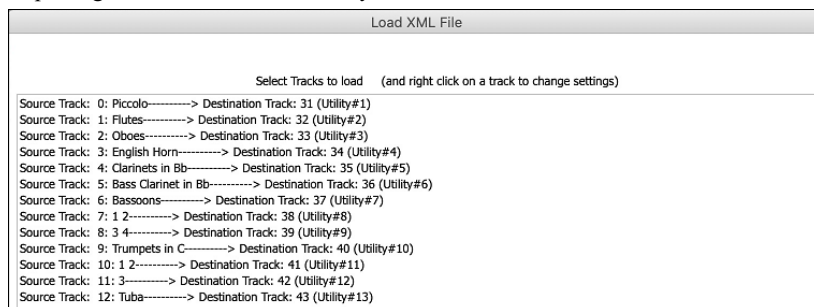 Load XML File
Select Tracks to load (and right click on a track to change settings)
Source Track: 0: Piccolo----------> Destination Track: 31 (Utility#1)
Source Track: 1: Flutes----------> Destination Track: 32 (Utility#2)
Source Track: 2: Oboes----------> Destination Track: 33 (Utility#3)
Source Track: 3: English Horn----------> Destination Track: 34 (Utility#4)
Source Track: 4: Clarinets in Bb----------> Destination Track: 35 (Utility#5)
Source Track: 5: Bass Clarinet in Bb----------> Destination Track: 36 (Utility#6)
Source Track: 6: Bassoons----------> Destination Track: 37 (Utility#7)
Source Track: 7: 1 2----------> Destination Track: 38 (Utility#8)
Source Track: 8: 3 4----------> Destination Track: 39 (Utility#9)
Source Track: 9: Trumpets in C----------> Destination Track: 40 (Utility#10)
Source Track: 10: 1 2----------> Destination Track: 41 (Utility#11)
Source Track: 11: 3----------> Destination Track: 42 (Utility#12)
Source Track: 12: Tuba----------> Destination Track: 43 (Utility#13)